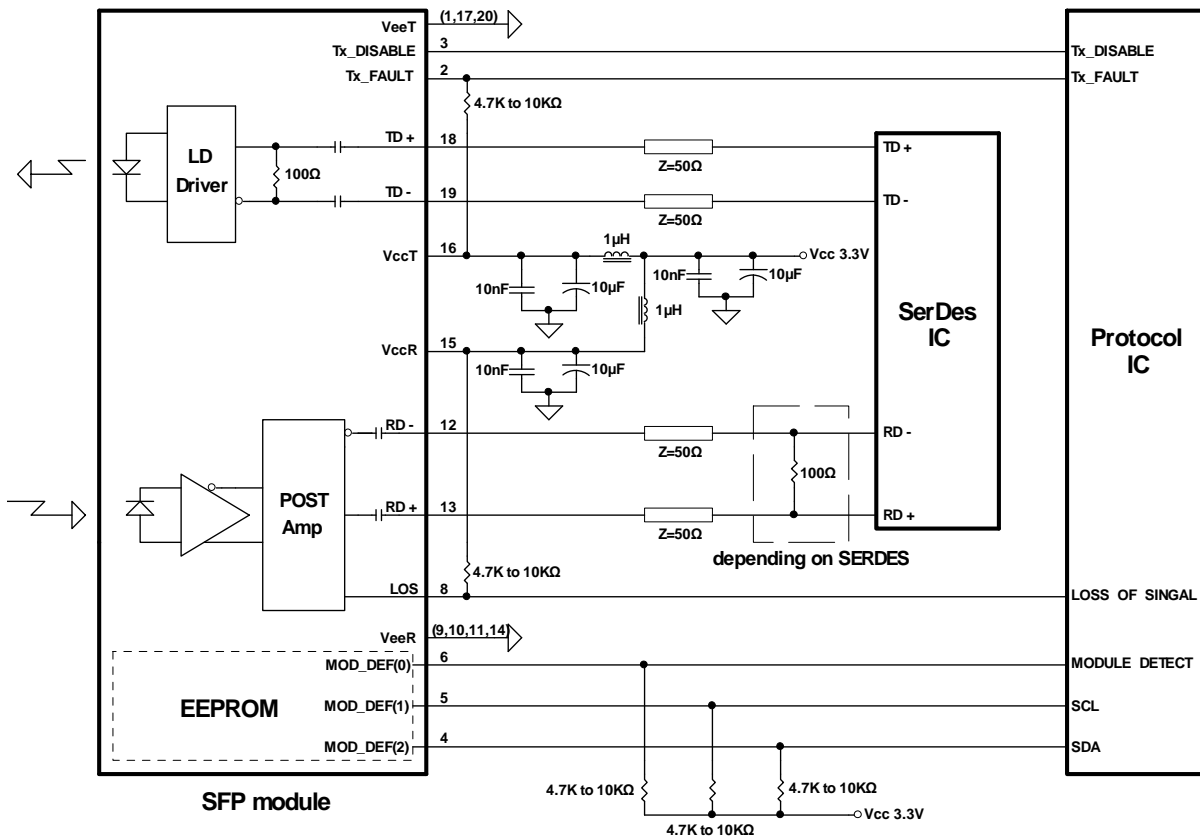 VeeT
(1,17,20)
Tx_DISABLE
3
Tx_DISABLE
Tx_FAULT
2
Tx_FAULT
4.7K to 10KΩ
LD
Driver
100Ω
TD +
18
Z=50Ω
TD +
TD -
19
Z=50Ω
TD -
VccT
16
1µH
Vcc 3.3V
10nF
10µF
10nF
10µF
1µH
SerDes
IC
Protocol
IC
VccR
15
10nF
10µF
RD -
12
Z=50Ω
RD -
100Ω
POST
Amp
RD +
13
Z=50Ω
RD +
depending on SERDES
4.7K to 10KΩ
LOS
8
LOSS OF SINGAL
VeeR
(9,10,11,14)
MOD_DEF(0)
6
MODULE DETECT
EEPROM
MOD_DEF(1)
5
SCL
MOD_DEF(2)
4
SDA
4.7K to 10KΩ
4.7K to 10KΩ
4.7K to 10KΩ
Vcc 3.3V
SFP module